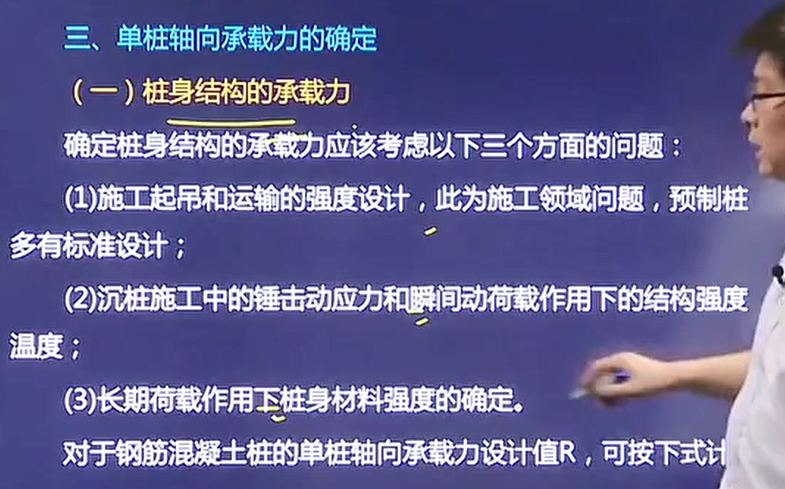 三、单桩轴向承载力的确定
（一）桩身结构的承载力
确定桩身结构的承载力应该考虑以下三个方面的问题：
(1)施工起吊和运输的强度设计，此为施工领域问题，预制桩
多有标准设计；
(2)沉桩施工中的锤击动应力和瞬间动荷载作用下的结构强度
温度；
(3)长期荷载作用下桩身材料强度的确定。
对于钢筋混凝土桩的单桩轴向承载力设计值R，可按下式计